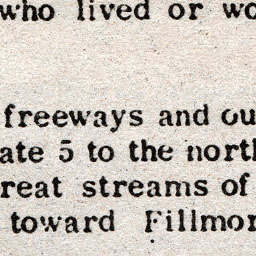 who lived or wo
freeways and ou
ate 5 to the north
reat streams of
toward Fillmor